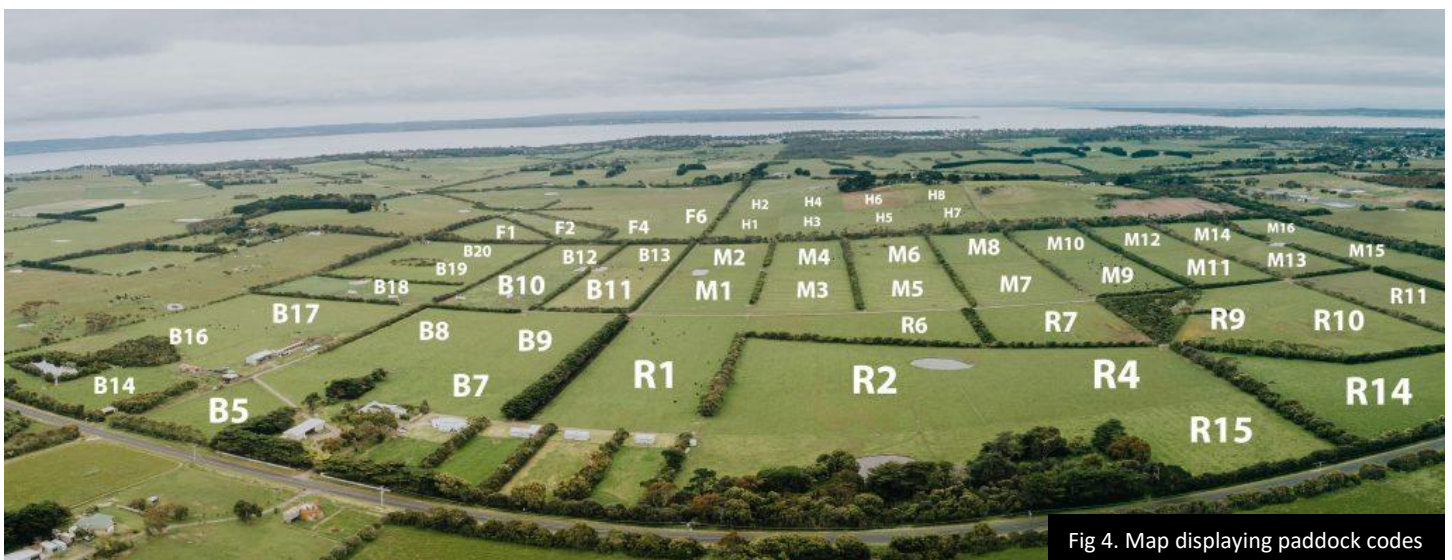 H2 H4 H6 H8
F1 F2 F4 F6 H1 H3 H5 H7
B20 B12 B13 M2 M4 M6 M8 M10 M12 M14 M16
B19 M15
B18 B10 B11 M1 M3 M5 M7 M9 M11 M13
B17 R11
B16 B8 B9 R6 R7 R9 R10
B14 B5 B7 R1 R2 R4 R14
R15
Fig 4. Map displaying paddock codes